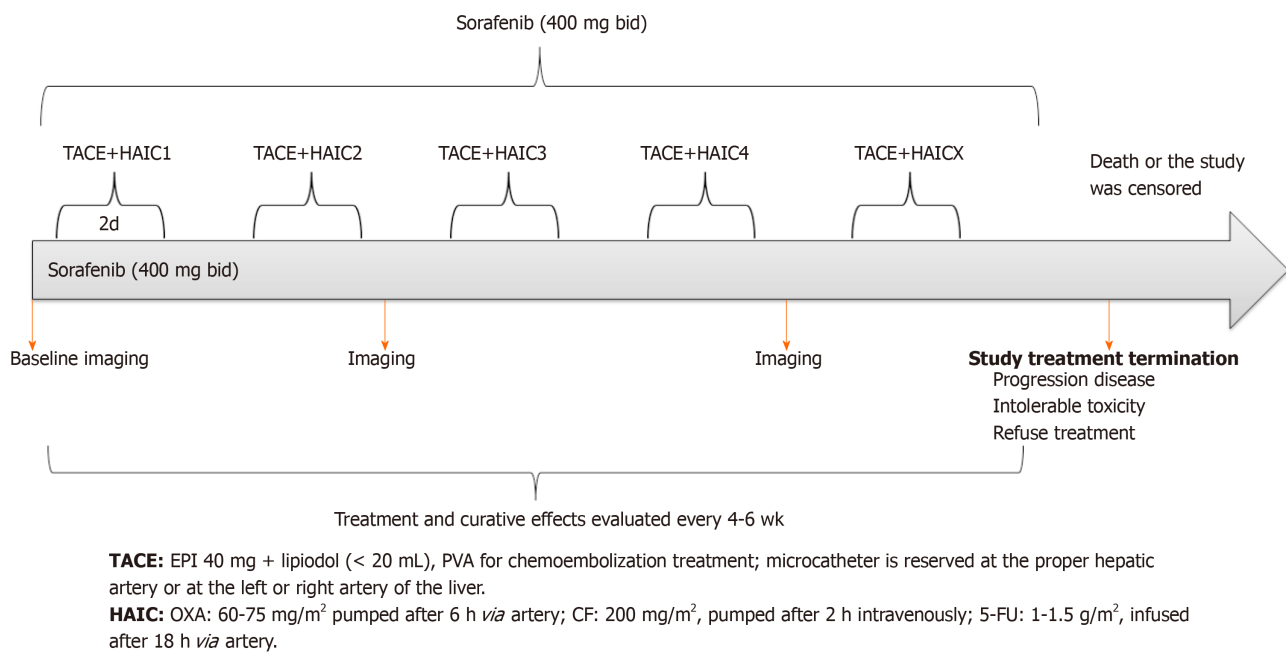 Sorafenib (400 mg bid)
TACE+HAIC1
TACE+HAIC2
TACE+HAIC3
TACE+HAIC4
TACE+HAICX
Death or the study
was censored
2d
Sorafenib (400 mg bid)
Baseline imaging
Imaging
Imaging
Study treatment termination
Progression disease
Intolerable toxicity
Refuse treatment
Treatment and curative effects evaluated every 4-6 wk
TACE: EPI 40 mg + lipiodol (< 20 mL), PVA for chemoembolization treatment; microcatheter is reserved at the proper hepatic
artery or at the left or right artery of the liver.
HAIC: OXA: 60-75 mg/m² pumped after 6 h via artery; CF: 200 mg/m², pumped after 2 h intravenously; 5-FU: 1-1.5 g/m², infused
after 18 h via artery.